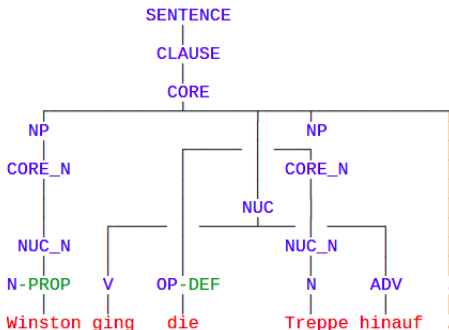 SENTENCE
CLAUSE
CORE
NP NP
CORE_N CORE_N
NUC
NUC_N NUC_N
N-PROP V OP-DEF N ADV
Winston ging die Treppe hinauf